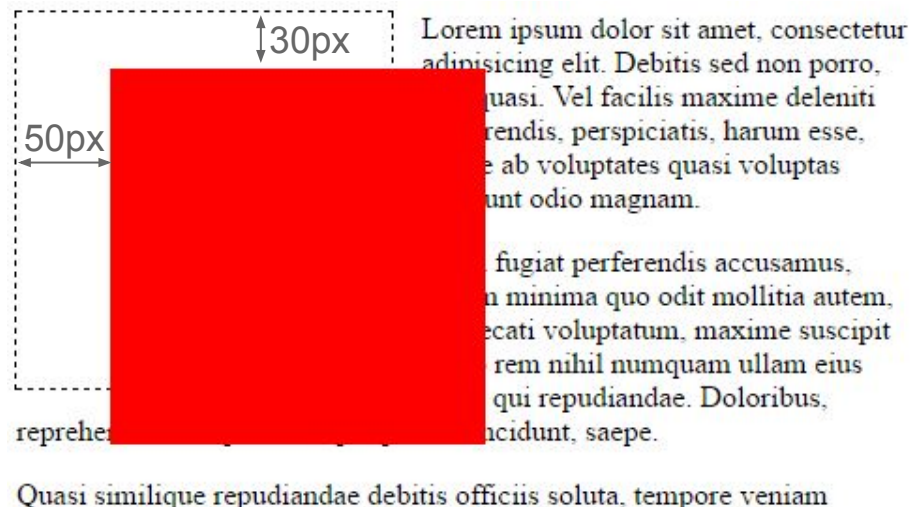 30px
50px
Lorem ipsum dolor sit amet, consectetur
adipisicing elit. Debitis sed non porro,
quasi. Vel facilis maxime deleniti
rendis, perspiciatis, harum esse,
ab voluptates quasi voluptas
unt odio magnam.
fugiat perferendis accusamus,
minima quo odit mollitia autem,
ecati voluptatum, maxime suscipit
rem nihil numquam ullam eius
qui repudiandae. Doloribus,
reprehe ncidunt, saepe.
Quasi similique repudiandae debitis officiis soluta, tempore veniam